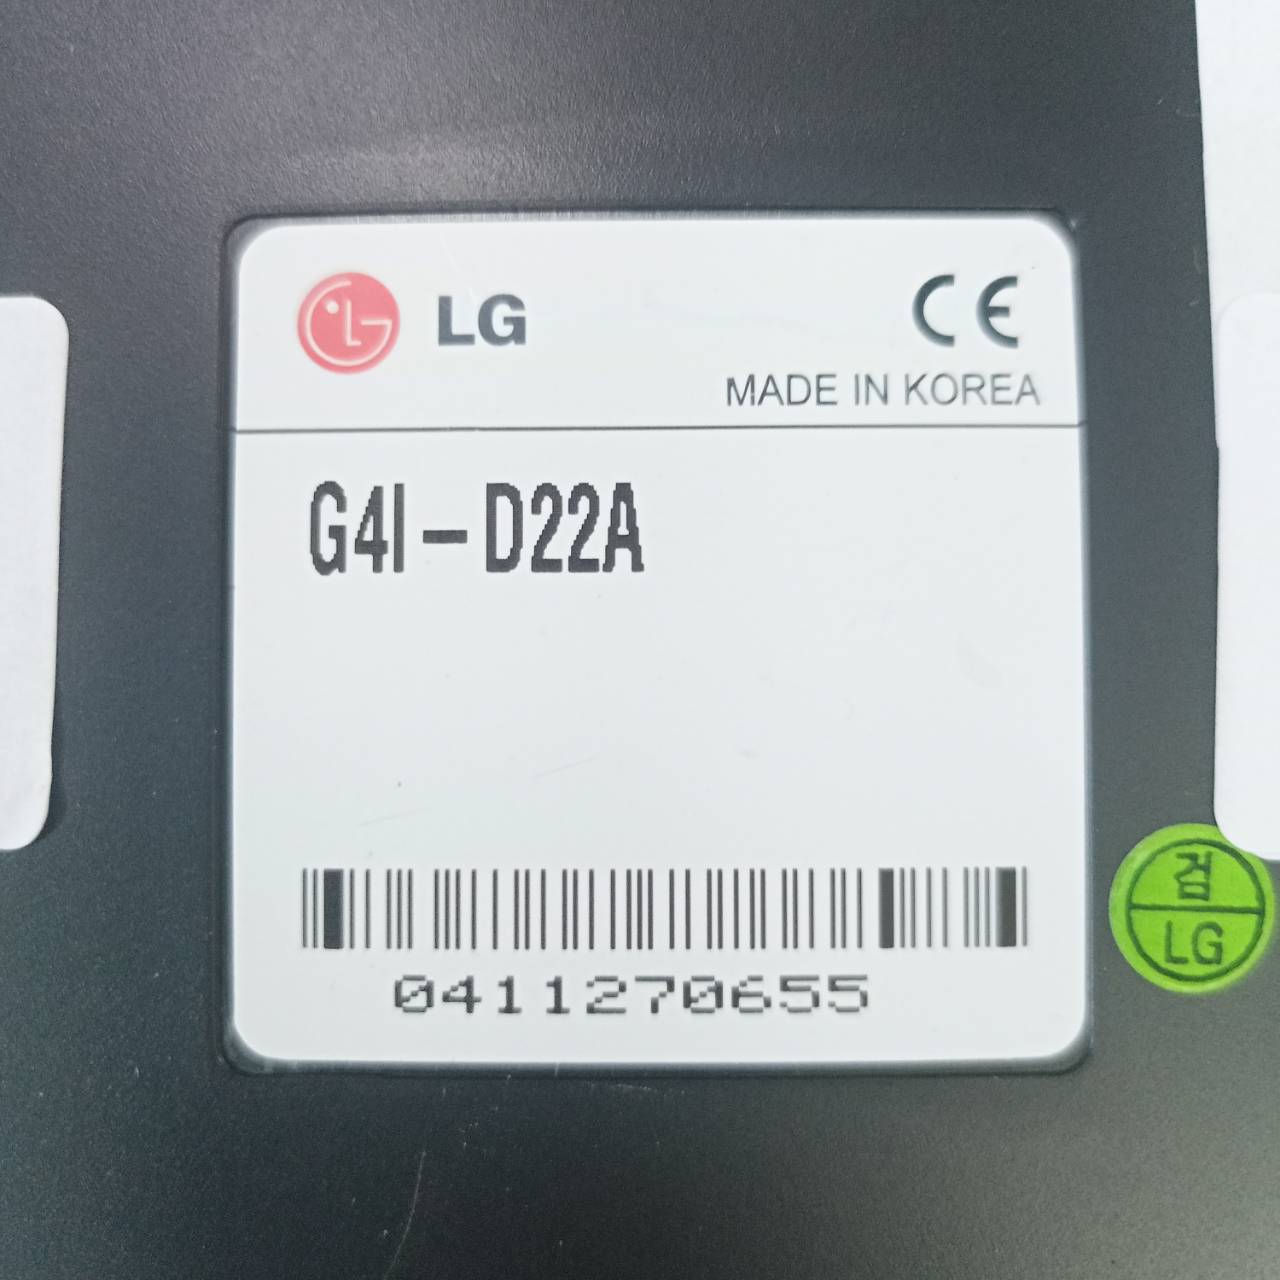 LG
CE
MADE IN KOREA
G4I-D22A
0411270655
검
LG